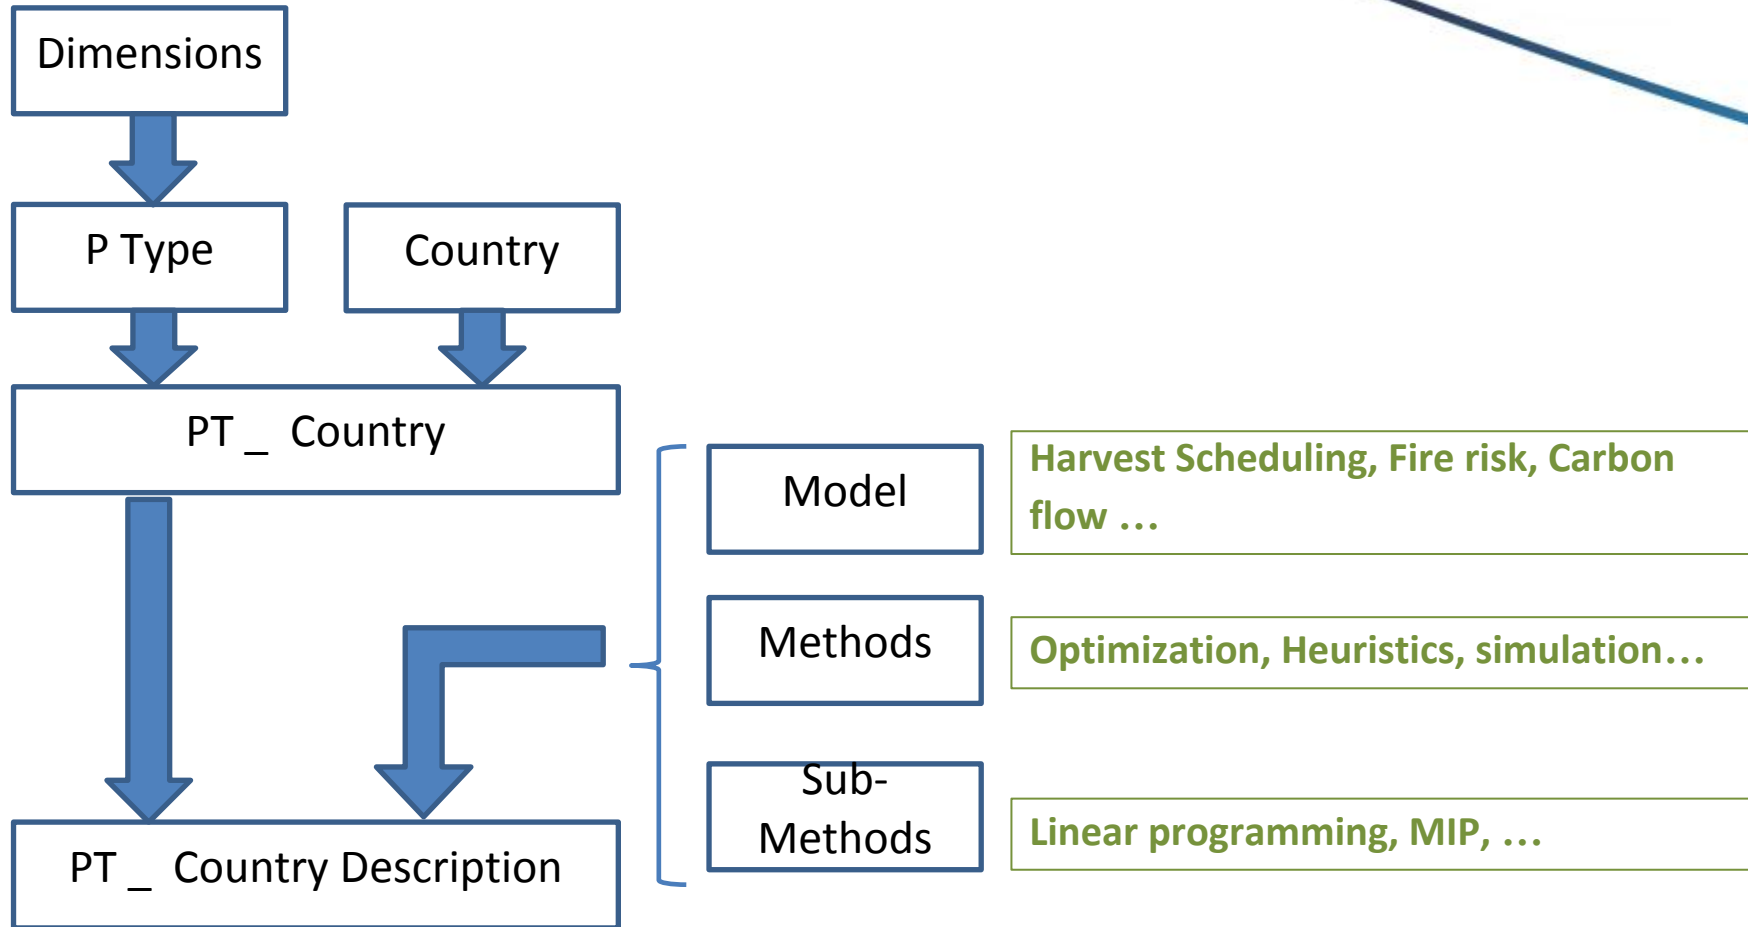 Dimensions
P Type
Country
PT _ Country
Model
Harvest Scheduling, Fire risk, Carbon
flow …
Methods
Optimization, Heuristics, simulation…
Sub-
Methods
Linear programming, MIP, …
PT _ Country Description